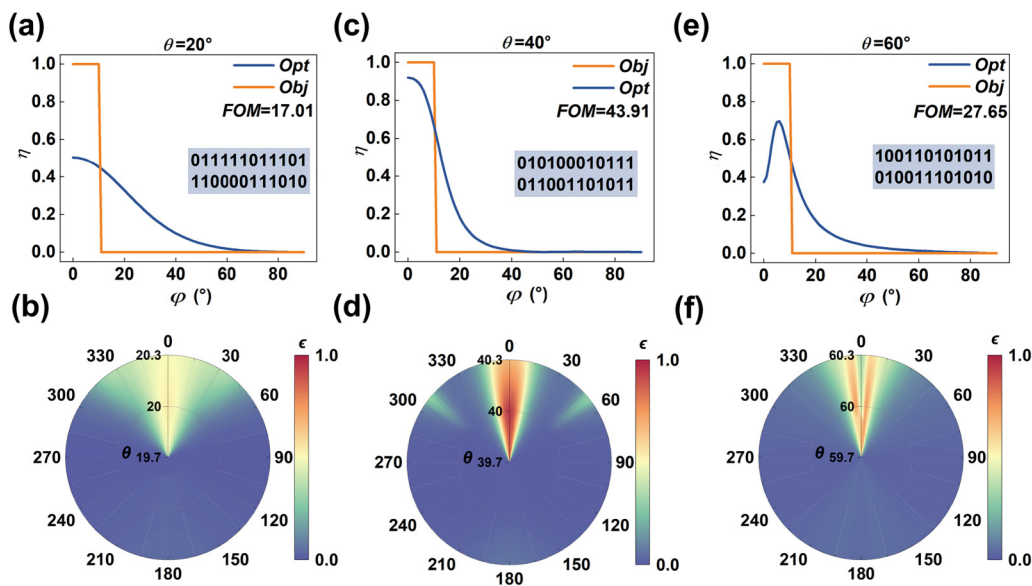 (a)
θ=20°
Opt
Obj
FOM=17.01
011111011101
110000111010
η
1.0
0.8
0.6
0.4
0.2
0.0
0 20 40 60 80
φ (°)
(c)
θ=40°
Obj
Opt
FOM=43.91
010100010111
011001101011
η
1.0
0.8
0.6
0.4
0.2
0.0
0 20 40 60 80
φ (°)
(e)
θ=60°
Opt
Obj
FOM=27.65
100110101011
010011101010
η
1.0
0.8
0.6
0.4
0.2
0.0
0 20 40 60 80
φ (°)
(b)
0
330 20.3 30
300 20 60
270 θ 19.7 90
240 120
210 150
180
ϵ
1.0
0.0
(d)
0
330 40.3 30
300 40 60
270 θ 39.7 90
240 120
210 150
180
ϵ
1.0
0.0
(f)
0
330 60.3 30
300 60 60
270 θ 59.7 90
240 120
210 150
180
ϵ
1.0
0.0